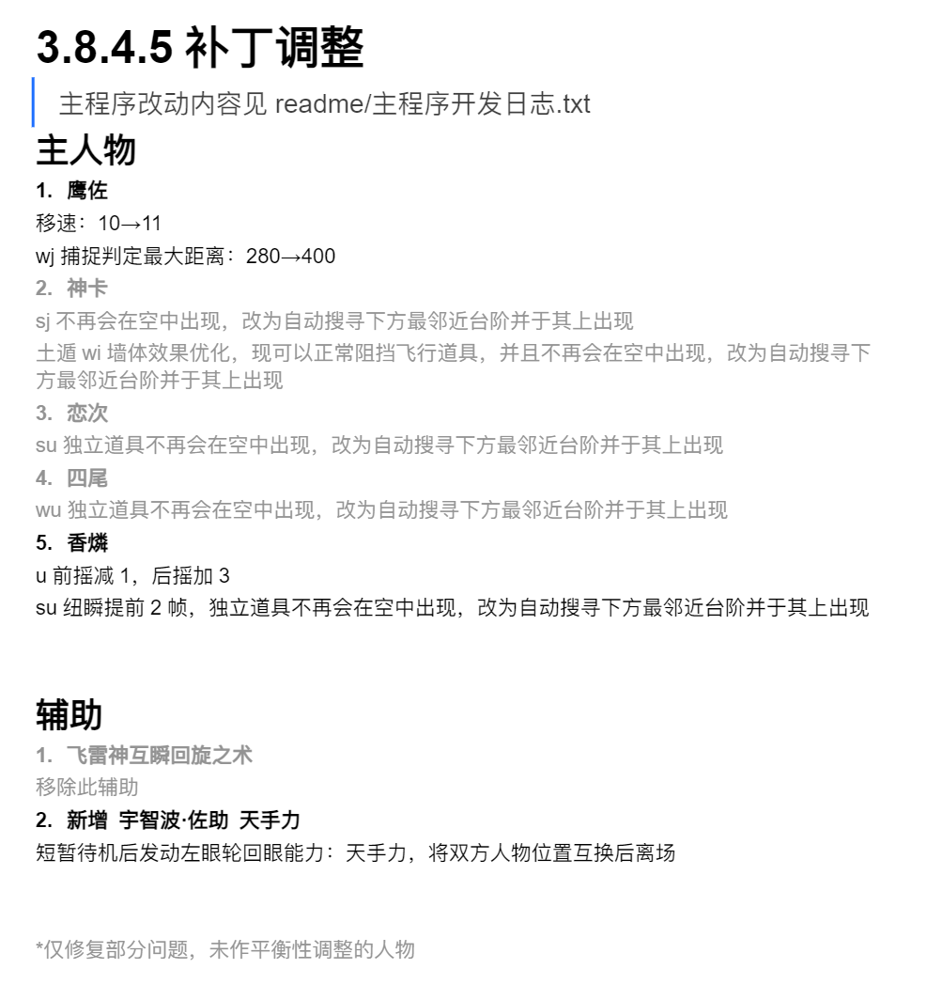 3.8.4.5 补丁调整
主程序改动内容见 readme/主程序开发日志.txt
主人物
1. 鹰佐
移速：10→11
wj 捕捉判定最大距离：280→400
2. 神卡
sj 不再会在空中出现，改为自动搜寻下方最邻近台阶并于其上出现
土遁 wi 墙体效果优化，现可以正常阻挡飞行道具，并且不再会在空中出现，改为自动搜寻下
方最邻近台阶并于其上出现
3. 恋次
su 独立道具不再会在空中出现，改为自动搜寻下方最邻近台阶并于其上出现
4. 四尾
wu 独立道具不再会在空中出现，改为自动搜寻下方最邻近台阶并于其上出现
5. 香燐
u 前摇减 1，后摇加 3
su 纽瞬提前 2 帧，独立道具不再会在空中出现，改为自动搜寻下方最邻近台阶并于其上出现
辅助
1. 飞雷神互瞬回旋之术
移除此辅助
2. 新增 宇智波·佐助 天手力
短暂待机后发动左眼轮回眼能力：天手力，将双方人物位置互换后离场
*仅修复部分问题，未作平衡性调整的人物